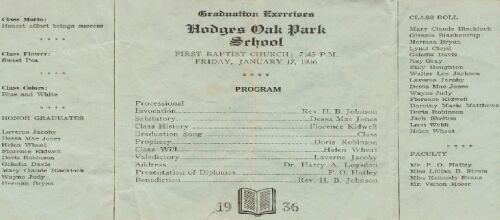 Class Motto:
Honest effort brings success
* * * *
Class Flower:
Sweet Pea
* * * *
Class Colors:
Blue and White
* * * *
HONOR GRADUATES
Laverne Jacoby
Dessa Mae Jones
Helen Wheat
Florence Kidwell
Doris Robinson
Geladin Davis
Mary Claude Blacklock
Wayne Judy
Herman Bryan
Graduation Exercises
Hodges Oak Park
School
FIRST BAPTIST CHURCH; 7:45 P.M.
FRIDAY, JANUARY 17, 1936
* * * *
PROGRAM
Processional
Invocation Rev. H. B. Johnson
Salutatory Dessa Mae Jones
Class History Florence Kidwell
Graduation Song Class
Prophecy Doris Robinson
Class Will Helen Wheat
Valedictory Laverne Jacoby
Address Dr. Harry A. Logsdon
Presentation of Diplomas P. O. Hatley
Benediction Rev. H. B. Johnson
19 36
CLASS ROLL
Mary Claude Blacklock
Glennis Blankenship
Herman Bryan
Lynn Cloyd
Geladin Davis
Ray Gray
Billy Houghton
Walter Lee Jackson
Laverne Jacoby
Dessa Mae Jones
Wayne Judy
Florence Kidwell
Dorothy Marie Matthews
Doris Robinson
Jack Shelton
Leon Webb
Helen Wheat
* * * *
FACULTY
Mr. P. O. Hatley
Miss Lillian B. Strain
Miss Kennedy Evans
Mr. Valton Moser